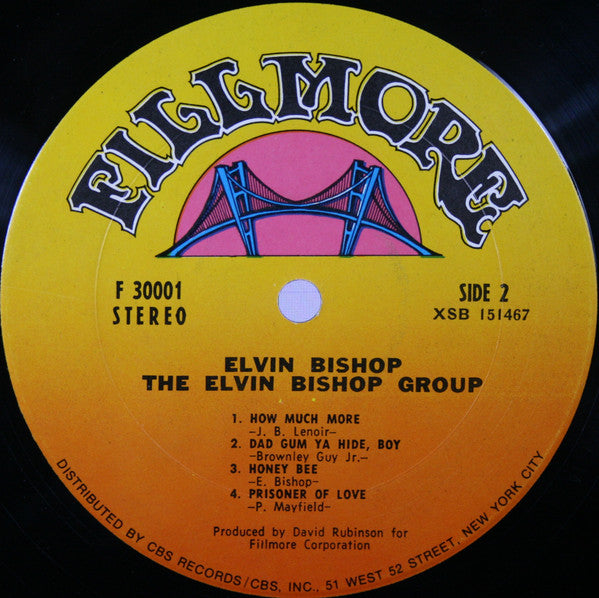 FILLMORE
F 30001
STEREO
SIDE 2
XSB 151467
ELVIN BISHOP
THE ELVIN BISHOP GROUP
1. HOW MUCH MORE
–J. B. Lenoir–
2. DAD GUM YA HIDE, BOY
–Brownley Guy Jr.–
3. HONEY BEE
–E. Bishop–
4. PRISONER OF LOVE
–P. Mayfield–
Produced by David Rubinson for
Fillmore Corporation
DISTRIBUTED BY CBS RECORDS/CBS, INC., 51 WEST 52 STREET, NEW YORK CITY